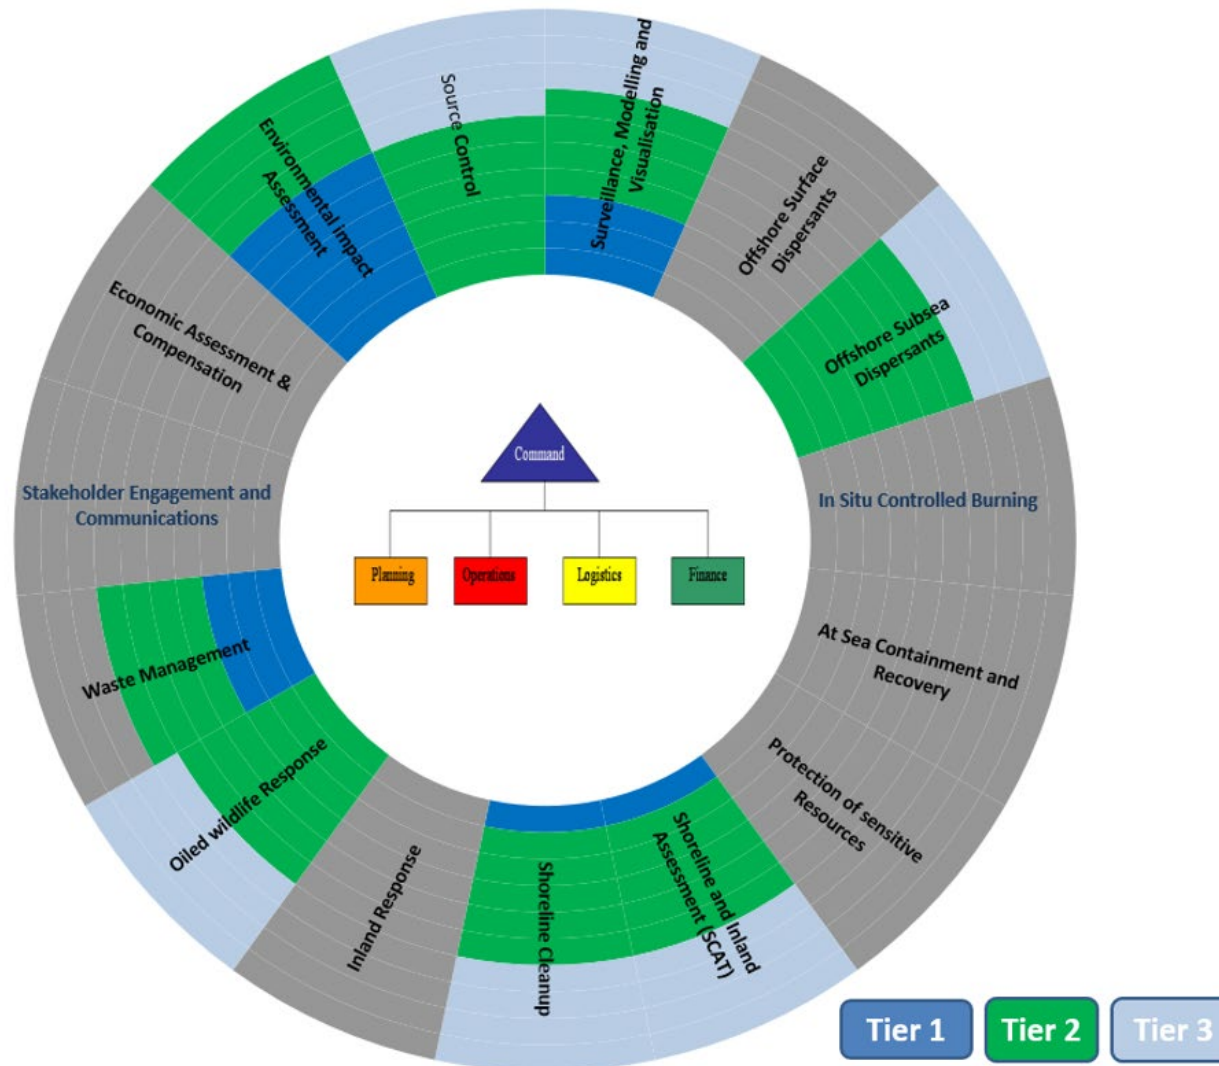 Source Control
Surveillance, Modelling and
Visualisation
Offshore Surface
Dispersants
Offshore Subsea
Dispersants
In Situ Controlled Burning
At Sea Containment and
Recovery
Protection of sensitive
Resources
Shoreline and Inland
Assessment (SCAT)
Shoreline Cleanup
Inland Response
Oiled wildlife Response
Waste Management
Stakeholder Engagement and
Communications
Economic Assessment &
Compensation
Environmental impact
Assessment
Command
Planning
Operations
Logistics
Finance
Tier 1
Tier 2
Tier 3